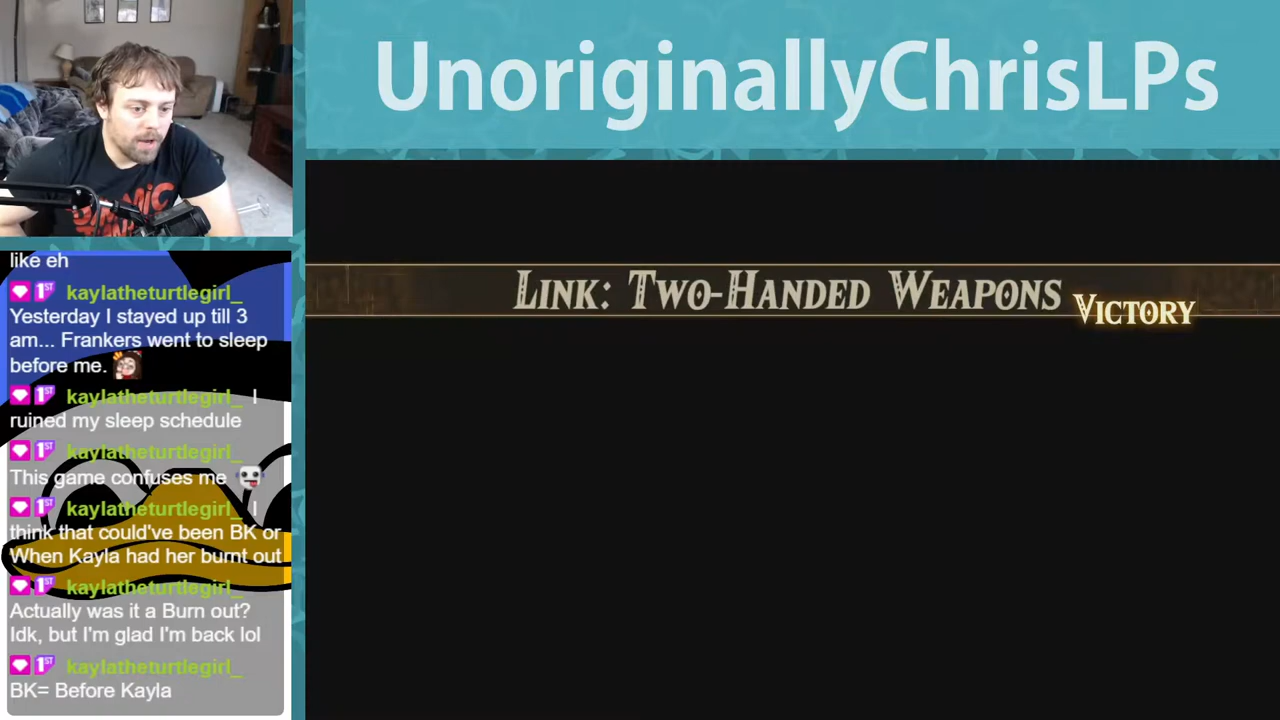 UnoriginallyChrisLPs
Link: Two-Handed Weapons
Victory
like eh
kaylatheturtlegirl_
Yesterday I stayed up till 3
am... Frankers went to sleep
before me.
kaylatheturtlegirl_ I
ruined my sleep schedule
kaylatheturtlegirl_
This game confuses me
kaylatheturtlegirl_ I
think that could've been BK or
When Kayla had her burnt out
kaylatheturtlegirl_
Actually was it a Burn out?
Idk, but I'm glad I'm back lol
kaylatheturtlegirl_
BK= Before Kayla